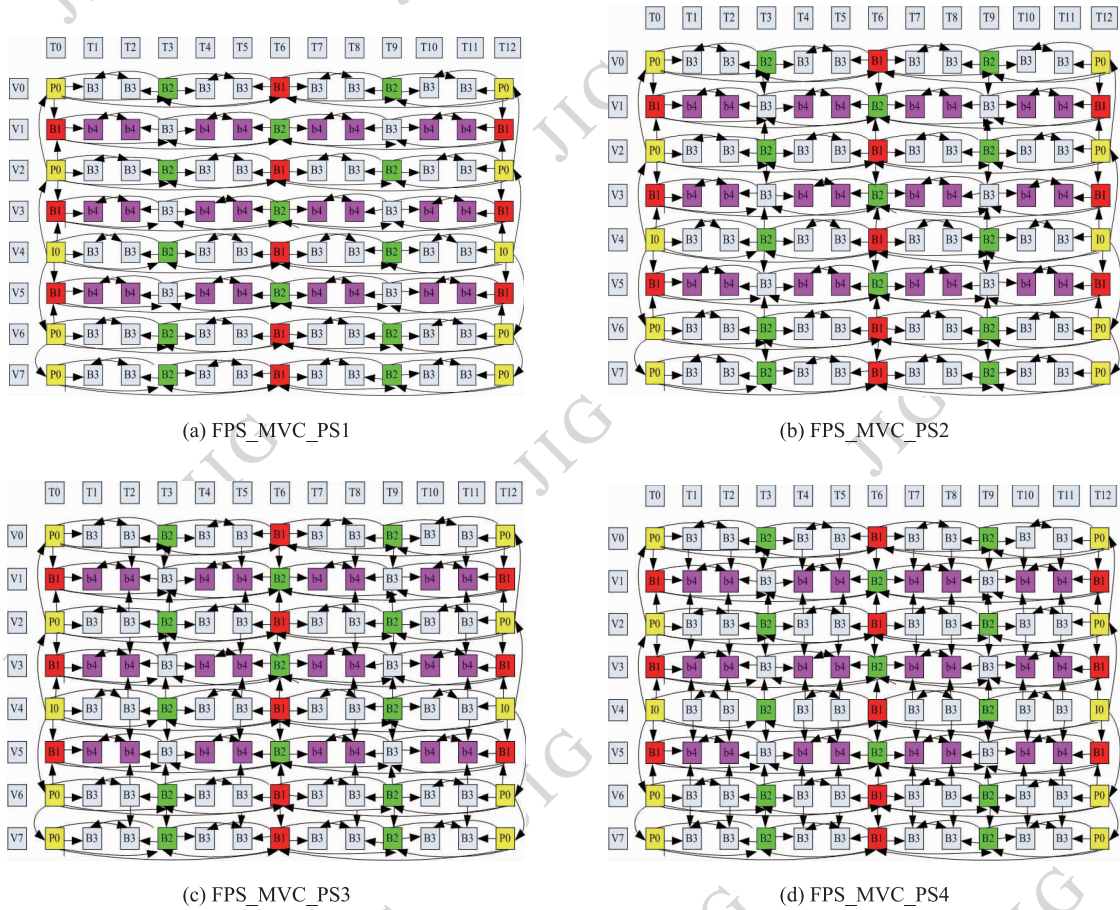 JIG
T0 T1 T2 T3 T4 T5 T6 T7 T8 T9 T10 T11 T12
V0 P0 B3 B3 B2 B3 B3 B1 B3 B3 B2 B3 B3 P0
V1 B1 b4 b4 B3 b4 b4 B2 b4 b4 B3 b4 b4 B1
V2 P0 B3 B3 B2 B3 B3 B1 B3 B3 B2 B3 B3 P0
V3 B1 b4 b4 B3 b4 b4 B2 b4 b4 B3 b4 b4 B1
V4 I0 B3 B3 B2 B3 B3 B1 B3 B3 B2 B3 B3 I0
V5 B1 b4 b4 B3 b4 b4 B2 b4 b4 B3 b4 b4 B1
V6 P0 B3 B3 B2 B3 B3 B1 B3 B3 B2 B3 B3 P0
V7 P0 B3 B3 B2 B3 B3 B1 B3 B3 B2 B3 B3 P0
(a) FPS_MVC_PS1
T0 T1 T2 T3 T4 T5 T6 T7 T8 T9 T10 T11 T12
V0 P0 B3 B3 B2 B3 B3 B1 B3 B3 B2 B3 B3 P0
V1 B1 b4 b4 B3 b4 b4 B2 b4 b4 B3 b4 b4 B1
V2 P0 B3 B3 B2 B3 B3 B1 B3 B3 B2 B3 B3 P0
V3 B1 b4 b4 B3 b4 b4 B2 b4 b4 B3 b4 b4 B1
V4 I0 B3 B3 B2 B3 B3 B1 B3 B3 B2 B3 B3 I0
V5 B1 b4 b4 B3 b4 b4 B2 b4 b4 B3 b4 b4 B1
V6 P0 B3 B3 B2 B3 B3 B1 B3 B3 B2 B3 B3 P0
V7 P0 B3 B3 B2 B3 B3 B1 B3 B3 B2 B3 B3 P0
(b) FPS_MVC_PS2
JIG
JIG
JIG
T0 T1 T2 T3 T4 T5 T6 T7 T8 T9 T10 T11 T12
V0 P0 B3 B3 B2 B3 B3 B1 B3 B3 B2 B3 B3 P0
V1 B1 b4 b4 B3 b4 b4 B2 b4 b4 B3 b4 b4 B1
V2 P0 B3 B3 B2 B3 B3 B1 B3 B3 B2 B3 B3 P0
V3 B1 b4 b4 B3 b4 b4 B2 b4 b4 B3 b4 b4 B1
V4 I0 B3 B3 B2 B3 B3 B1 B3 B3 B2 B3 B3 I0
V5 B1 b4 b4 B3 b4 b4 B2 b4 b4 B3 b4 b4 B1
V6 P0 B3 B3 B2 B3 B3 B1 B3 B3 B2 B3 B3 P0
V7 P0 B3 B3 B2 B3 B3 B1 B3 B3 B2 B3 B3 P0
(c) FPS_MVC_PS3
T0 T1 T2 T3 T4 T5 T6 T7 T8 T9 T10 T11 T12
V0 P0 B3 B3 B2 B3 B3 B1 B3 B3 B2 B3 B3 P0
V1 B1 b4 b4 B3 b4 b4 B2 b4 b4 B3 b4 b4 B1
V2 P0 B3 B3 B2 B3 B3 B1 B3 B3 B2 B3 B3 P0
V3 B1 b4 b4 B3 b4 b4 B2 b4 b4 B3 b4 b4 B1
V4 I0 B3 B3 B2 B3 B3 B1 B3 B3 B2 B3 B3 I0
V5 B1 b4 b4 B3 b4 b4 B2 b4 b4 B3 b4 b4 B1
V6 P0 B3 B3 B2 B3 B3 B1 B3 B3 B2 B3 B3 P0
V7 P0 B3 B3 B2 B3 B3 B1 B3 B3 B2 B3 B3 P0
(d) FPS_MVC_PS4
JIG